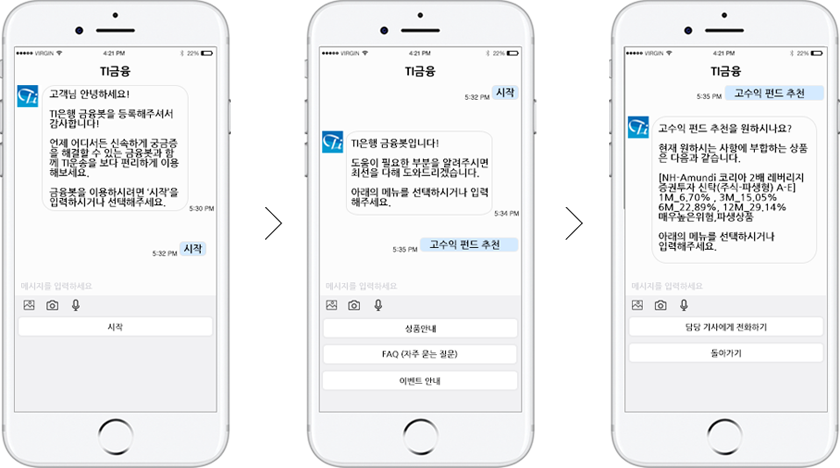 VIRGIN
4:21 PM
22%
TI금융
Ti
고객님 안녕하세요!
TI은행 금융봇을 등록해주셔서
감사합니다!
언제 어디서든 신속하게 궁금증
을 해결할 수 있는 금융봇과 함
께 TI운송을 보다 편리하게 이용
해보세요.
금융봇을 이용하시려면 '시작'을
입력하시거나 선택해주세요.
5:30 PM
5:32 PM
시작
메시지를 입력하세요
시작
VIRGIN
4:21 PM
22%
TI금융
5:32 PM
시작
Ti
TI은행 금융봇입니다!
도움이 필요한 부분을 알려주시면
최선을 다해 도와드리겠습니다.
아래의 메뉴를 선택하시거나 입력
해주세요.
5:34 PM
5:35 PM
고수익 펀드 추천
메시지를 입력하세요
상품안내
FAQ (자주 묻는 질문)
이벤트 안내
VIRGIN
4:21 PM
22%
TI금융
5:35 PM
고수익 펀드 추천
Ti
고수익 펀드 추천을 원하시나요?
현재 원하시는 사항에 부합하는 상품
은 다음과 같습니다.
[NH-Amundi 코리아 2배 레버리지
증권투자 신탁(주식-파생형) A-E]
1M_6,70% , 3M_15,05%
6M_22,89%, 12M_29,14%
매우높은위험,파생상품
아래의 메뉴를 선택하시거나
입력해주세요.
메시지를 입력하세요
담당 기사에게 전화하기
돌아가기